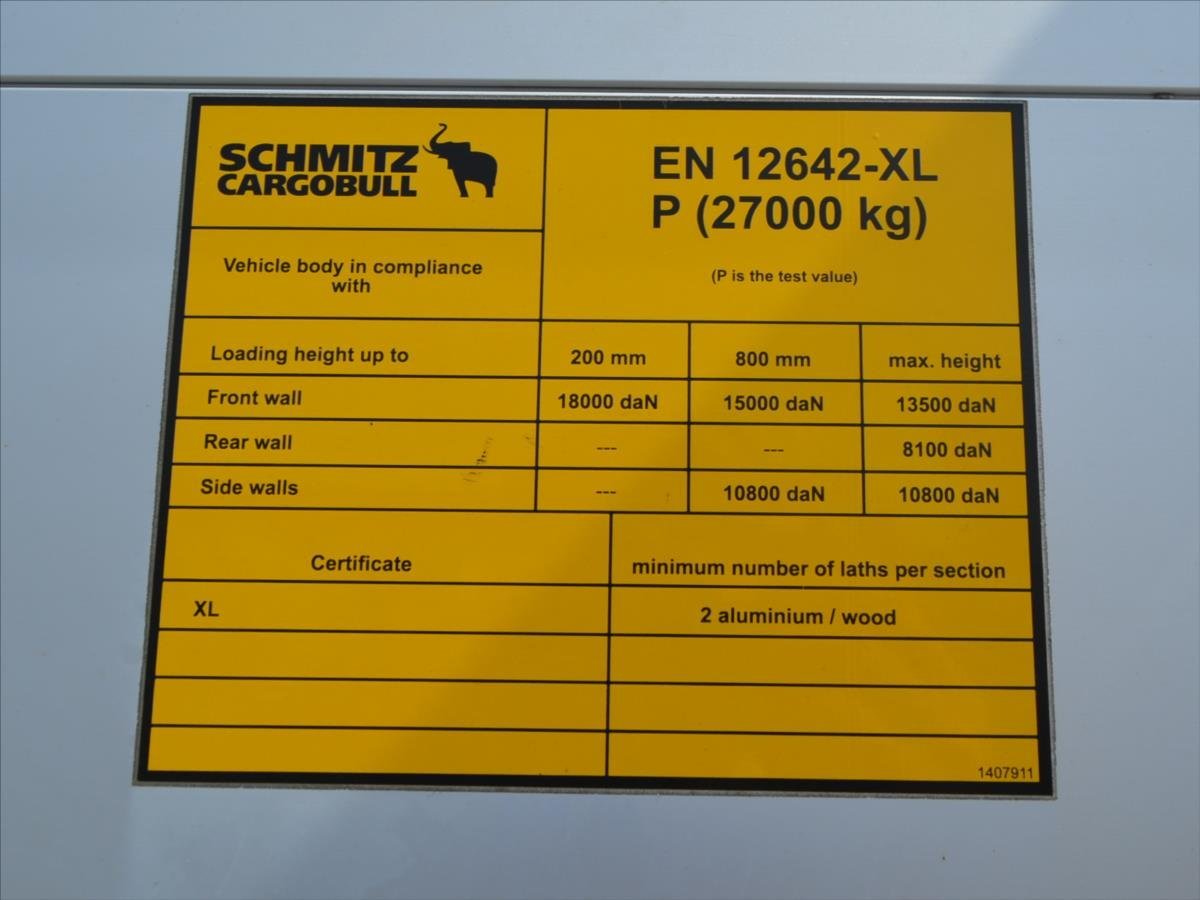 SCHMITZ
CARGOBULL
EN 12642-XL
P (27000 kg)
(P is the test value)
Vehicle body in compliance
with
Loading height up to 200 mm 800 mm max. height
Front wall 18000 daN 15000 daN 13500 daN
Rear wall --- --- 8100 daN
Side walls --- 10800 daN 10800 daN
Certificate minimum number of laths per section
XL 2 aluminium / wood
1407911